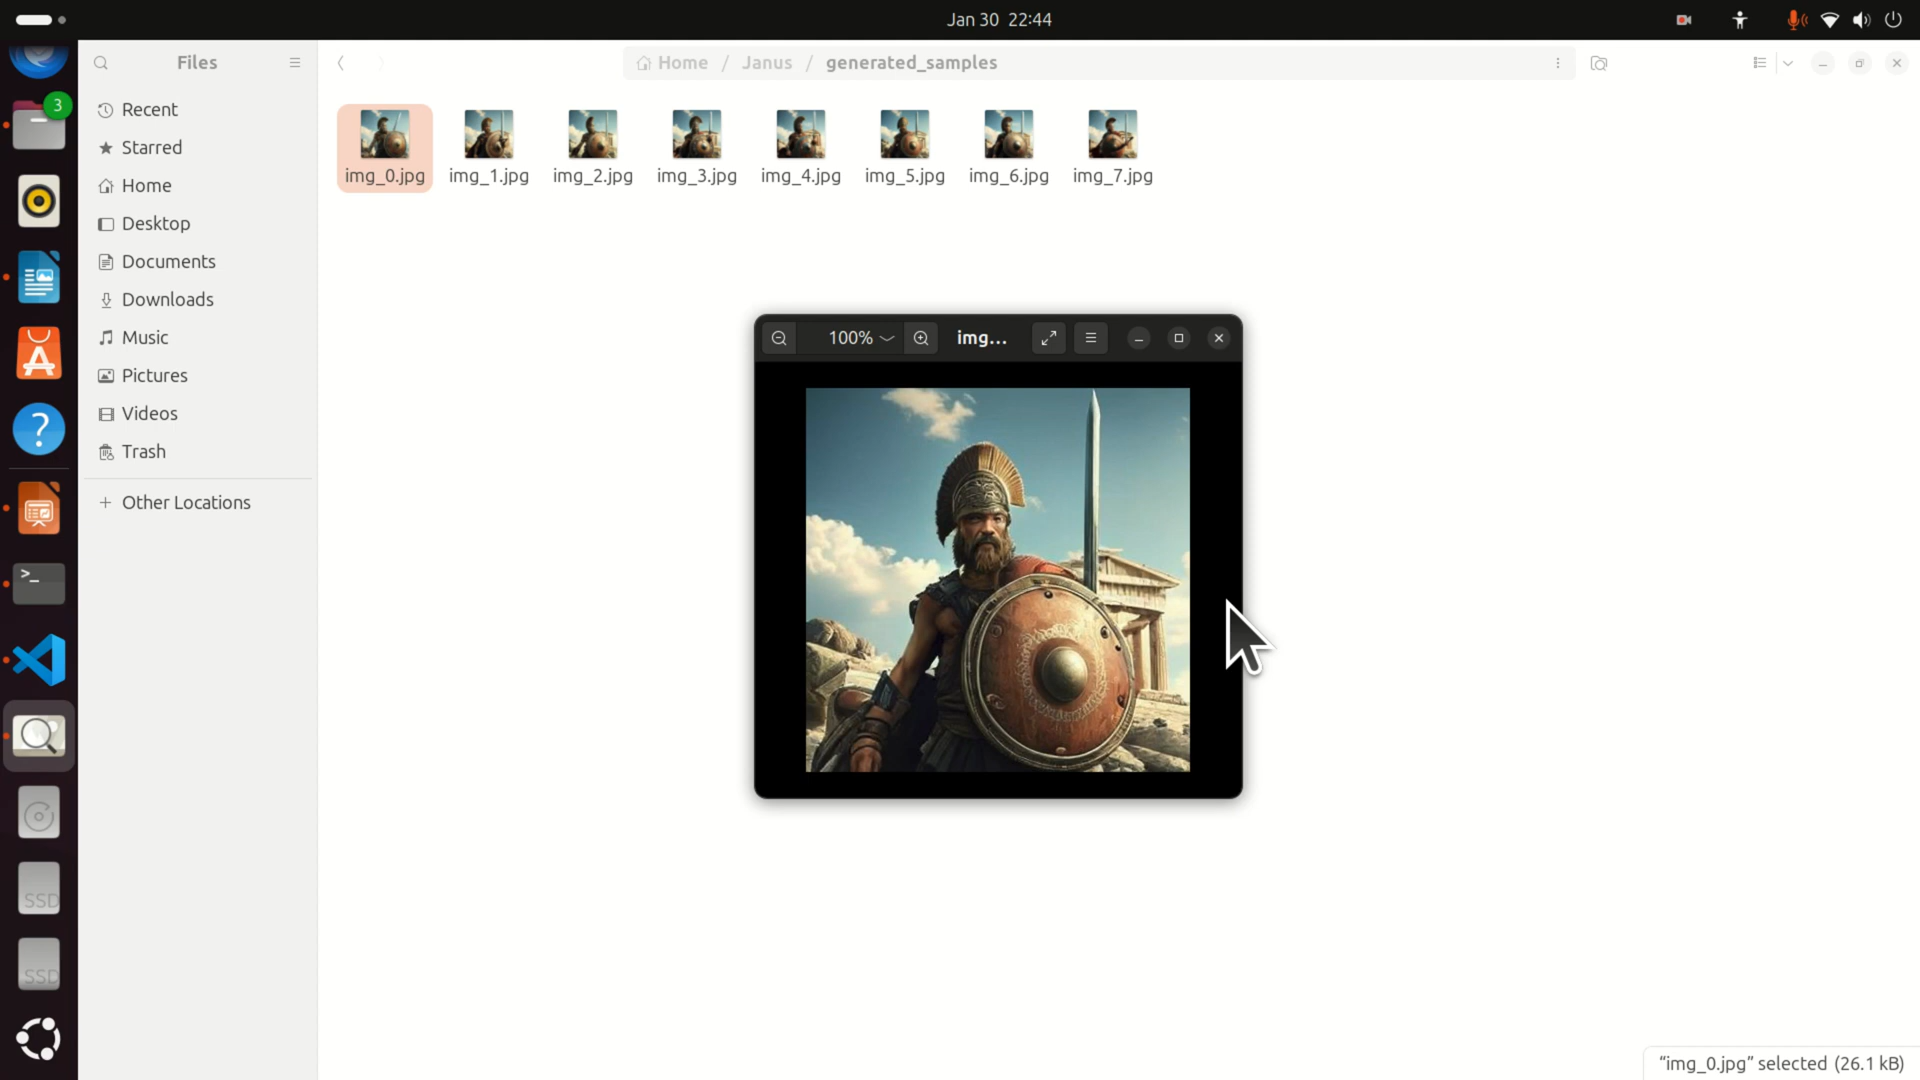 Jan 30 22:44
Files
Home / Janus / generated_samples
3
Recent
Starred
Home
Desktop
Documents
Downloads
Music
Pictures
Videos
Trash
+ Other Locations
img_0.jpg img_1.jpg img_2.jpg img_3.jpg img_4.jpg img_5.jpg img_6.jpg img_7.jpg
100% img...
>_
?
SSD
SSD
“img_0.jpg” selected (26.1 kB)